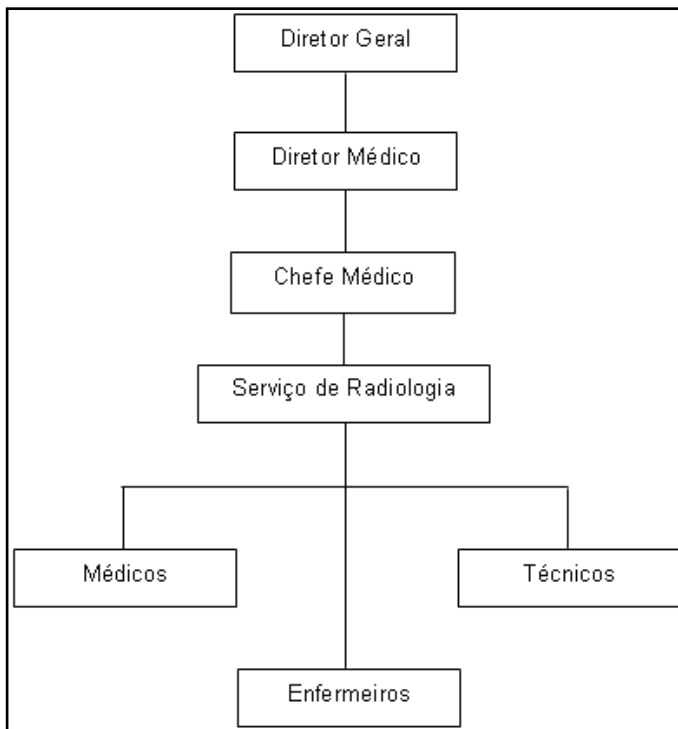 Diretor Geral
Diretor Médico
Chefe Médico
Serviço de Radiologia
Médicos
Técnicos
Enfermeiros